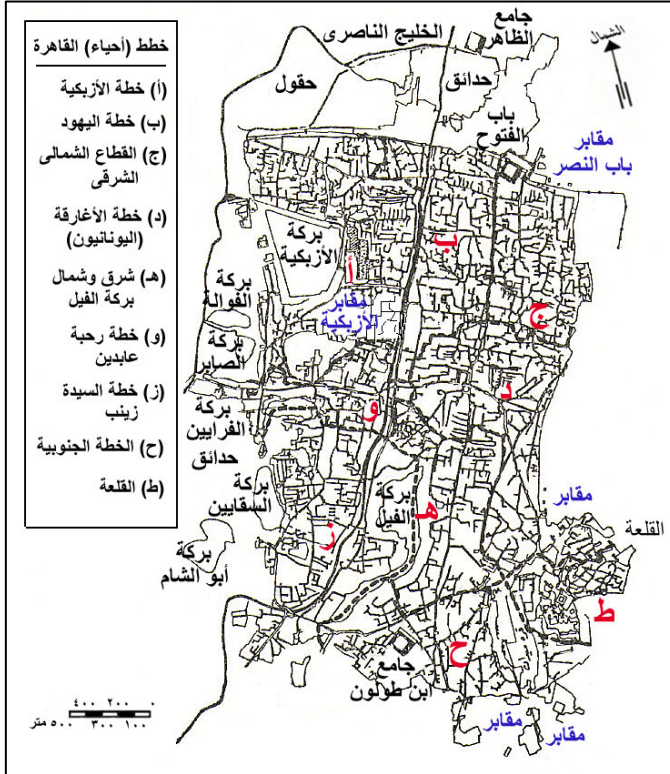 خطط (أحياء) القاهرة
(أ) خطة الأزبكية
(ب) خطة اليهود
(ج) القطاع الشمالى
الشرقى
(د) خطة الأغارقة
(اليونانيون)
(هـ) شرق وشمال
بركة الفيل
(و) خطة رحبة
عابدين
(ز) خطة السيدة
زينب
(ح) الخطة الجنوبية
(ط) القلعة
الشمال
جامع
الظاهر
الخليج الناصرى
حدائق
حقول
باب
الفتوح
مقابر
باب النصر
بركة
الأزبكية
ب
أ
بركة
الفوالة
مقابر
الأزبكية
ج
بركة
الصابر
د
و
بركة
الفرايين
حدائق
بركة
السقايين
بركة
الفيل
هـ
مقابر
القلعة
ز
بركة
أبو الشام
ط
ح
جامع
ابن طولون
مقابر
مقابر
٤٠٠ ٢٠٠ ٠
٥٠٠ ٣٠٠ ١٠٠ متر